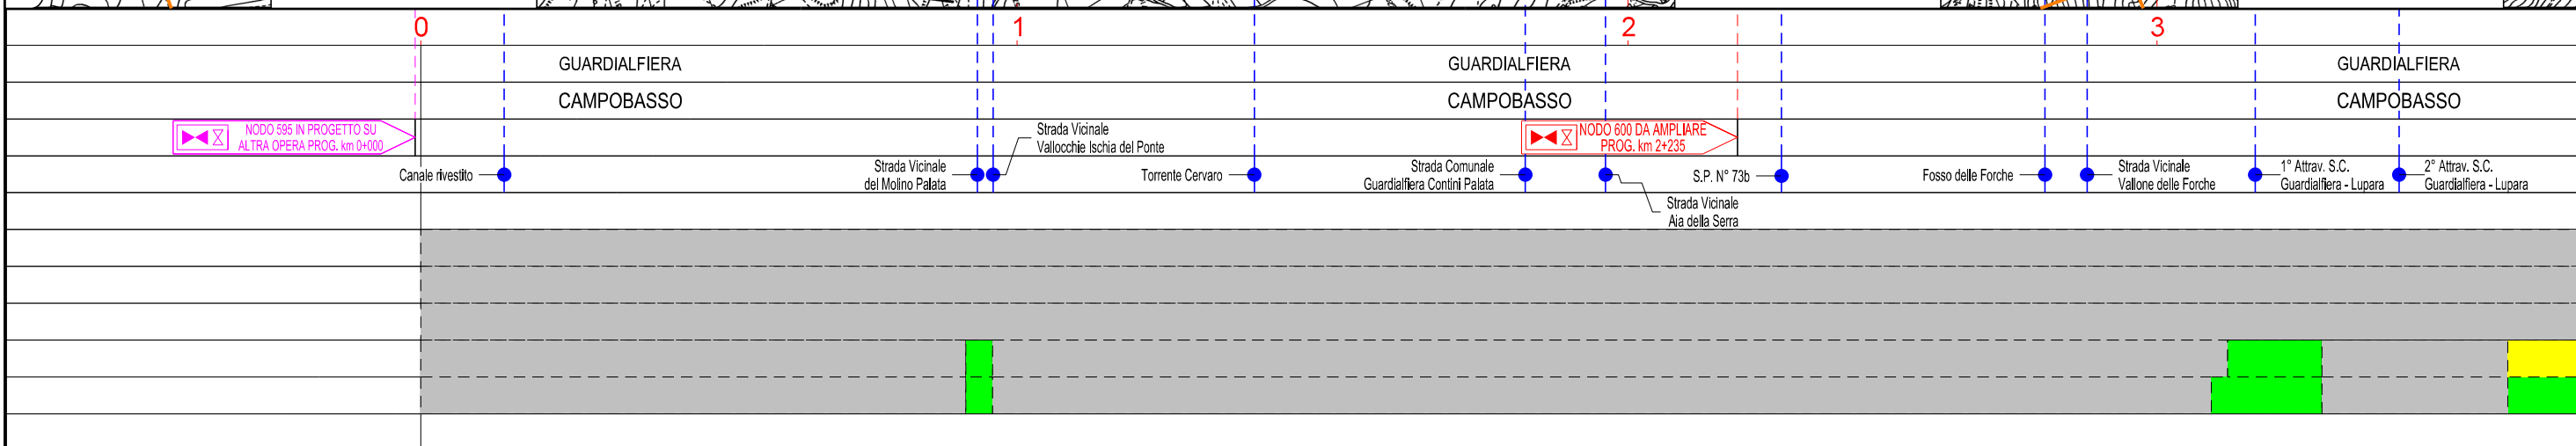 0 1 2 3
GUARDIALFIERA GUARDIALFIERA GUARDIALFIERA
CAMPOBASSO CAMPOBASSO CAMPOBASSO
NODO 595 IN PROGETTO SU
ALTRA OPERA PROG. km 0+000
Strada Vicinale
Vallocchie Ischia del Ponte
NODO 600 DA AMPLIARE
PROG. km 2+235
Canale rivestito
Strada Vicinale
del Molino Palata
Torrente Cervaro
Strada Comunale
Guardialfiera Contini Palata
Strada Vicinale
Aia della Serra
S.P. N° 73b
Fosso delle Forche
Strada Vicinale
Vallone delle Forche
1° Attrav. S.C.
Guardialfiera - Lupara
2° Attrav. S.C.
Guardialfiera - Lupara